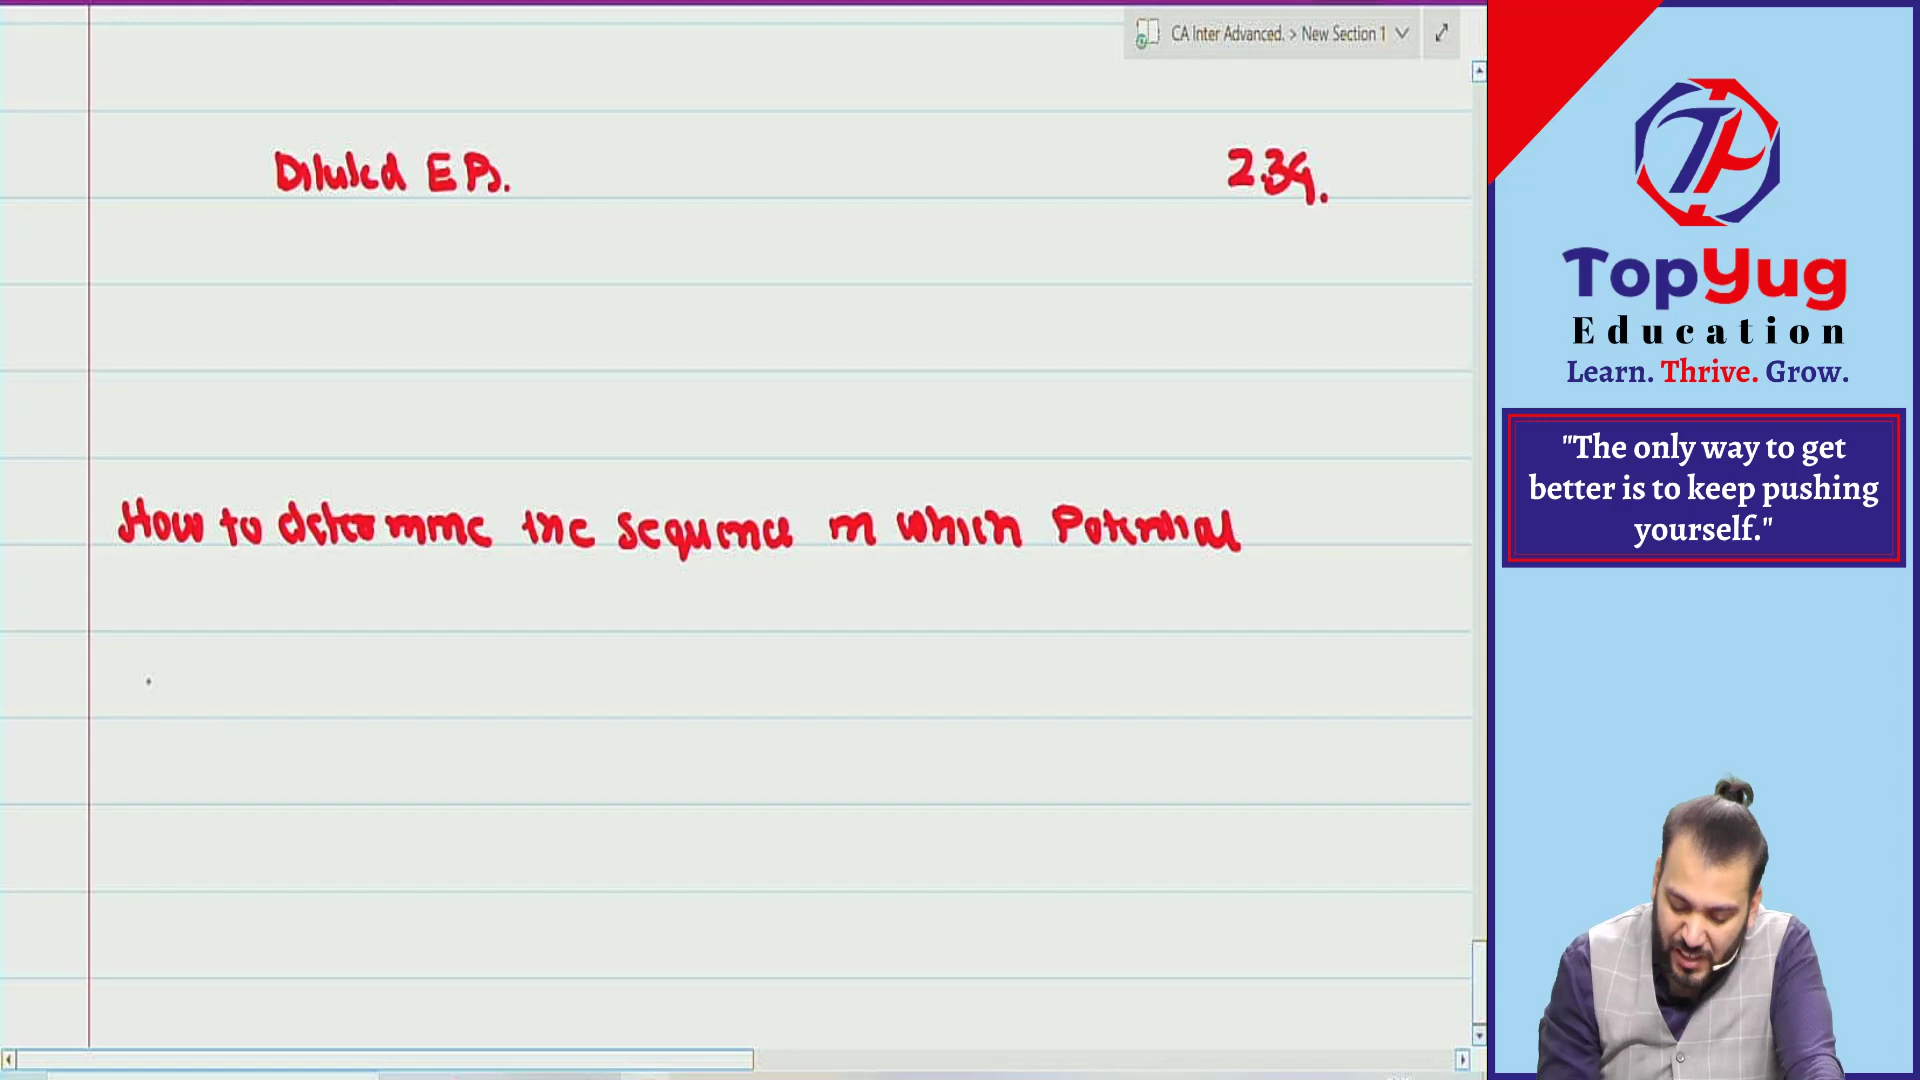 CA Inter Advanced. > New Section 1
Diluted EPS. 2.34.
How to determine the sequence in which Potential
TopYug
Education
Learn. Thrive. Grow.
"The only way to get
better is to keep pushing
yourself."